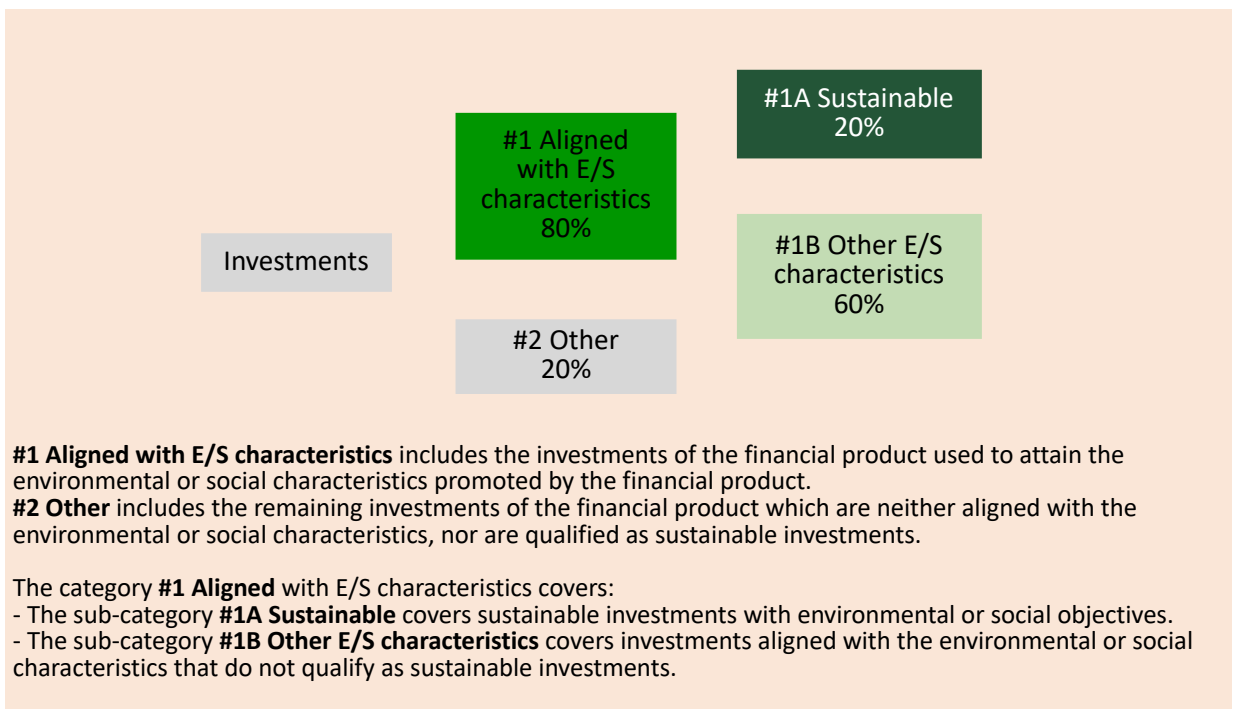 #1A Sustainable
20%
#1 Aligned
with E/S
characteristics
80%
#1B Other E/S
characteristics
60%
Investments
#2 Other
20%
#1 Aligned with E/S characteristics includes the investments of the financial product used to attain the
environmental or social characteristics promoted by the financial product.
#2 Other includes the remaining investments of the financial product which are neither aligned with the
environmental or social characteristics, nor are qualified as sustainable investments.
The category #1 Aligned with E/S characteristics covers:
- The sub-category #1A Sustainable covers sustainable investments with environmental or social objectives.
- The sub-category #1B Other E/S characteristics covers investments aligned with the environmental or social
characteristics that do not qualify as sustainable investments.